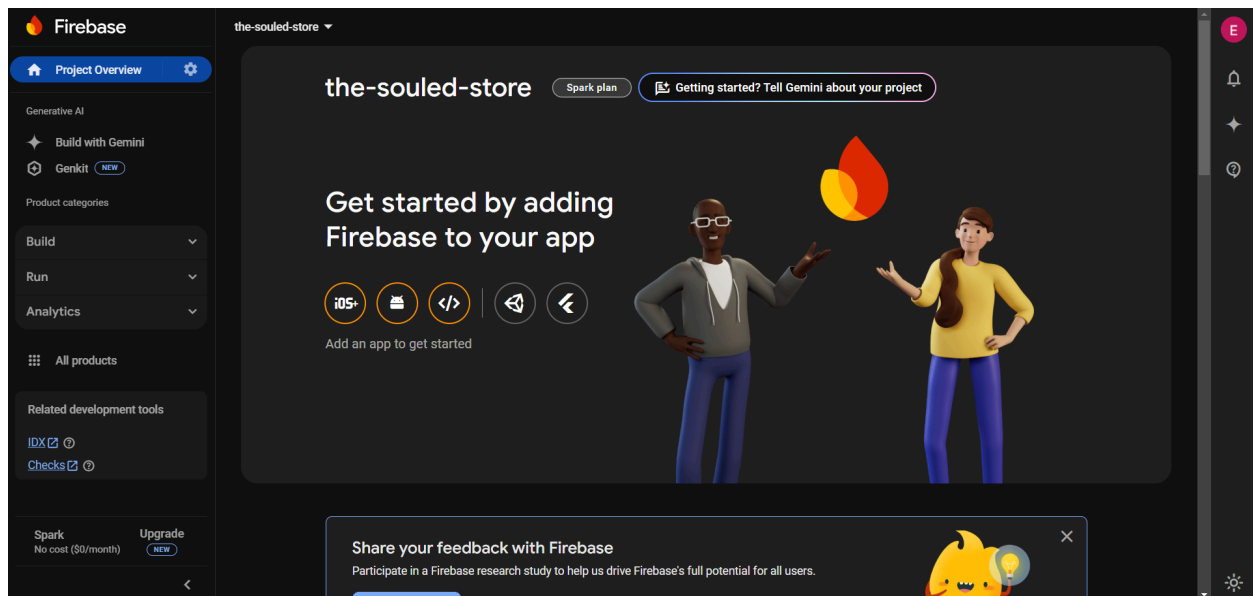 Firebase
the-souled-store
E
Project Overview
Generative AI
Build with Gemini
Genkit NEW
Product categories
Build
Run
Analytics
All products
Related development tools
IDX
Checks
Spark
No cost ($0/month)
Upgrade
NEW
the-souled-store
Spark plan
Getting started? Tell Gemini about your project
Get started by adding
Firebase to your app
iOS+
Add an app to get started
Share your feedback with Firebase
Participate in a Firebase research study to help us drive Firebase's full potential for all users.